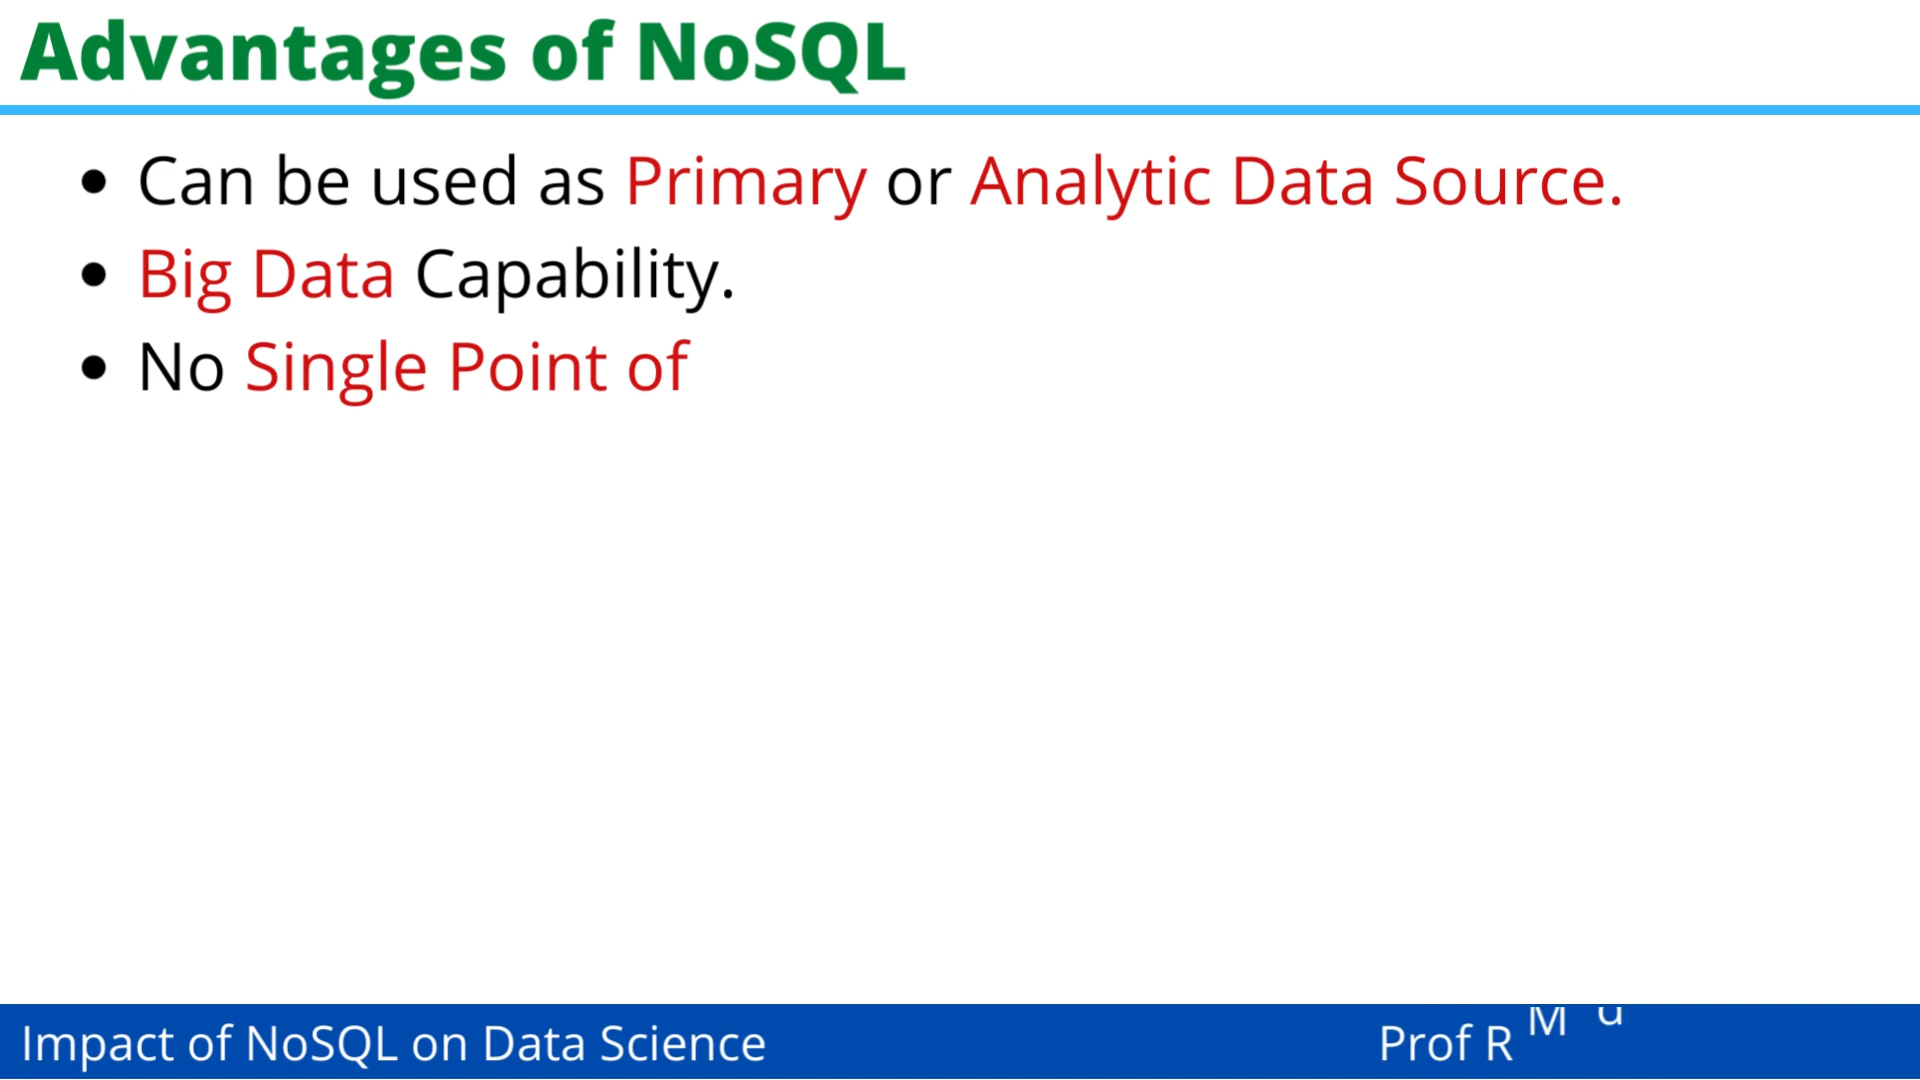 Advantages of NoSQL
Can be used as Primary or Analytic Data Source.
Big Data Capability.
No Single Point of
Impact of NoSQL on Data Science
Prof R M